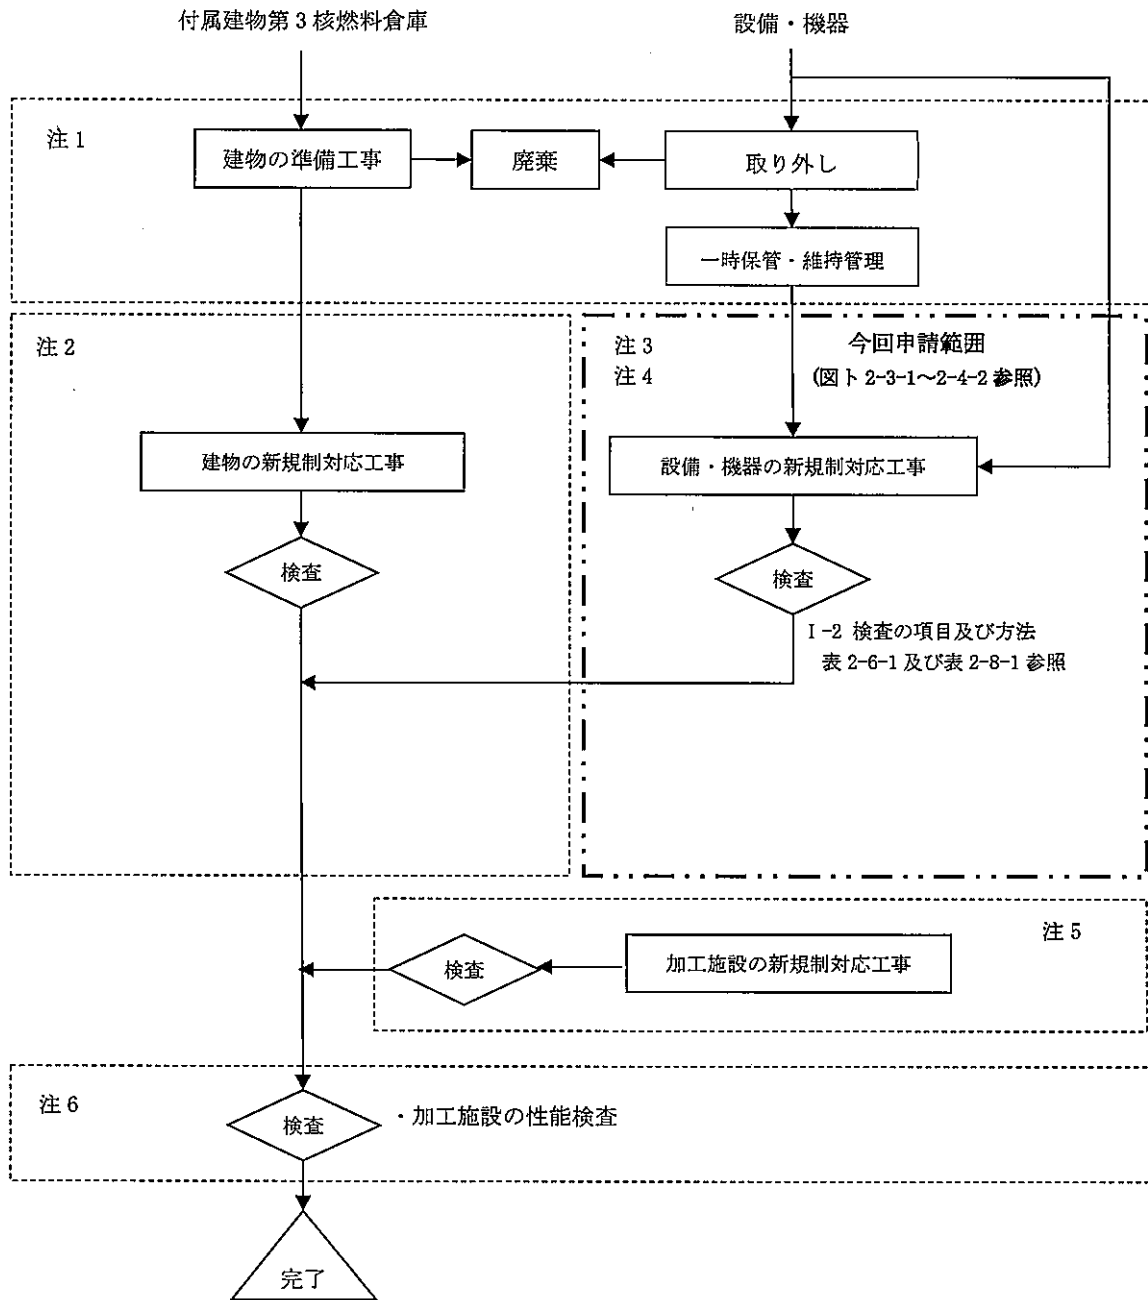 付属建物第3核燃料倉庫
設備・機器
注1
建物の準備工事
廃棄
取り外し
一時保管・維持管理
注2
注3
注4
今回申請範囲
(図ト 2-3-1～2-4-2 参照)
建物の新規制対応工事
設備・機器の新規制対応工事
検査
検査
Ⅰ-2 検査の項目及び方法
表 2-6-1 及び表 2-8-1 参照
注5
検査
加工施設の新規制対応工事
注6
検査
・加工施設の性能検査
完了